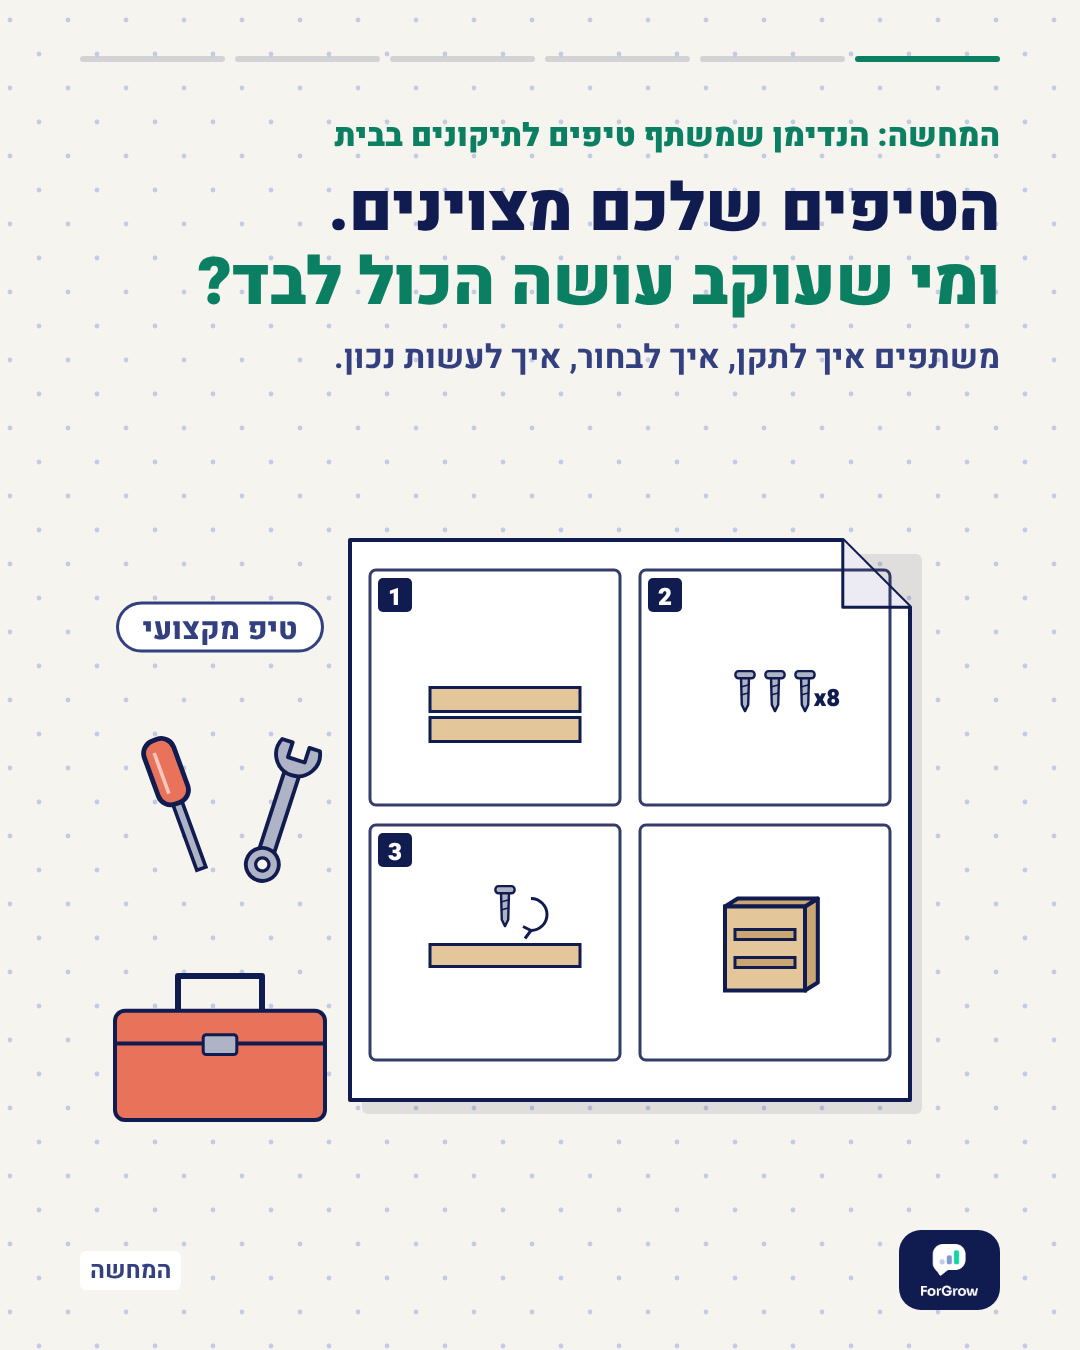 המחשה: הנדימן שמשתף טיפים לתיקונים בבית
הטיפים שלכם מצוינים.
ומי שעוקב עושה הכול לבד?
משתפים איך לתקן, איך לבחור, איך לעשות נכון.
טיפ מקצועי
1
2
x8
3
המחשה
ForGrow